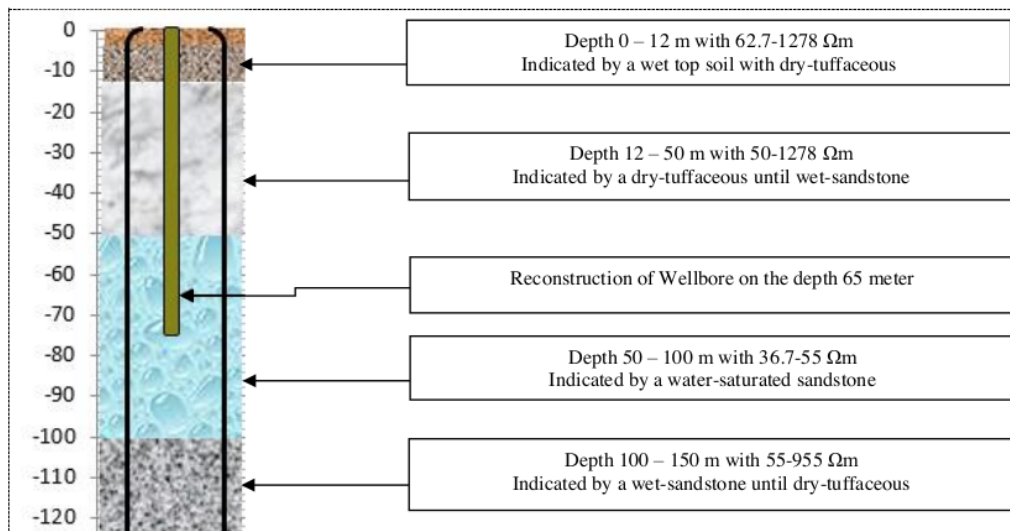 0
-10
-20
-30
-40
-50
-60
-70
-80
-90
-100
-110
-120
Depth 0 – 12 m with 62.7-1278 Ωm
Indicated by a wet top soil with dry-tuffaceous
Depth 12 – 50 m with 50-1278 Ωm
Indicated by a dry-tuffaceous until wet-sandstone
Reconstruction of Wellbore on the depth 65 meter
Depth 50 – 100 m with 36.7-55 Ωm
Indicated by a water-saturated sandstone
Depth 100 – 150 m with 55-955 Ωm
Indicated by a wet-sandstone until dry-tuffaceous